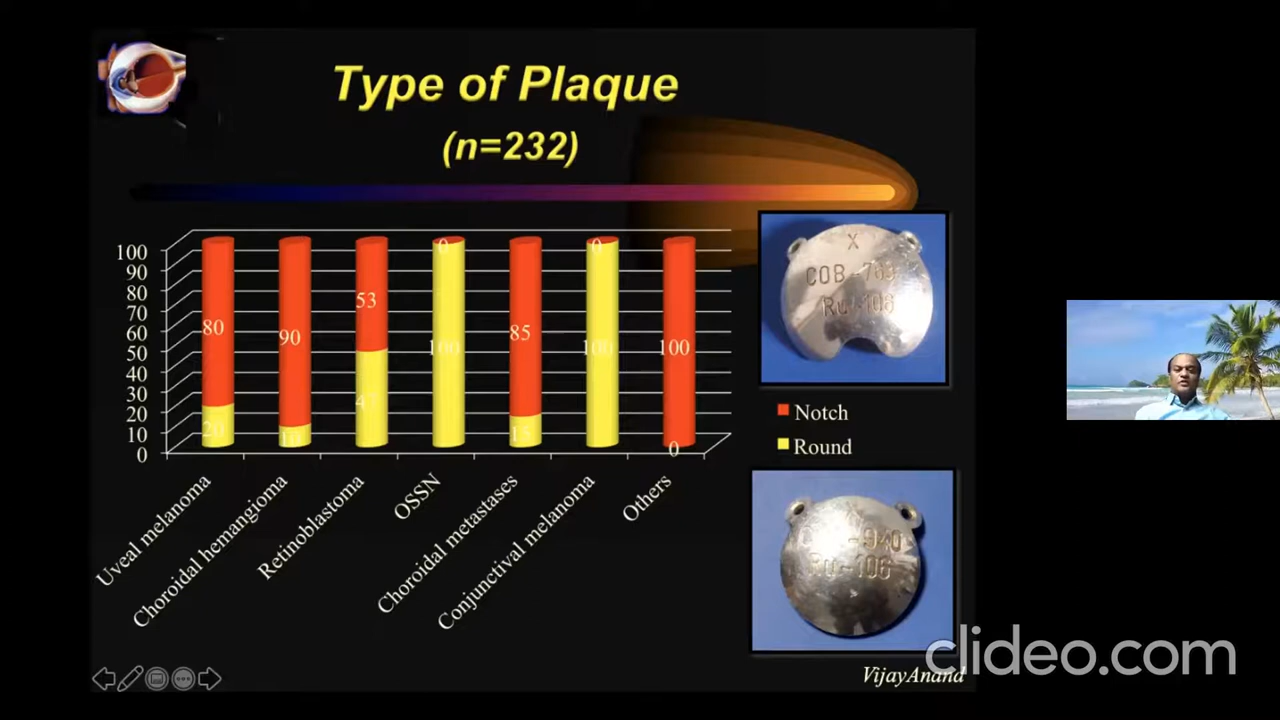 Type of Plaque
(n=232)
100
90
80
70
60
50
40
30
20
10
0
80
20
90
10
53
47
0
100
85
15
0
100
100
0
Uveal melanoma
Choroidal hemangioma
Retinoblastoma
OSSN
Choroidal metastases
Conjunctival melanoma
Others
X
COB-
Ru-106
Notch
Round
-940
Ru-106
VijayAnand
clideo.com